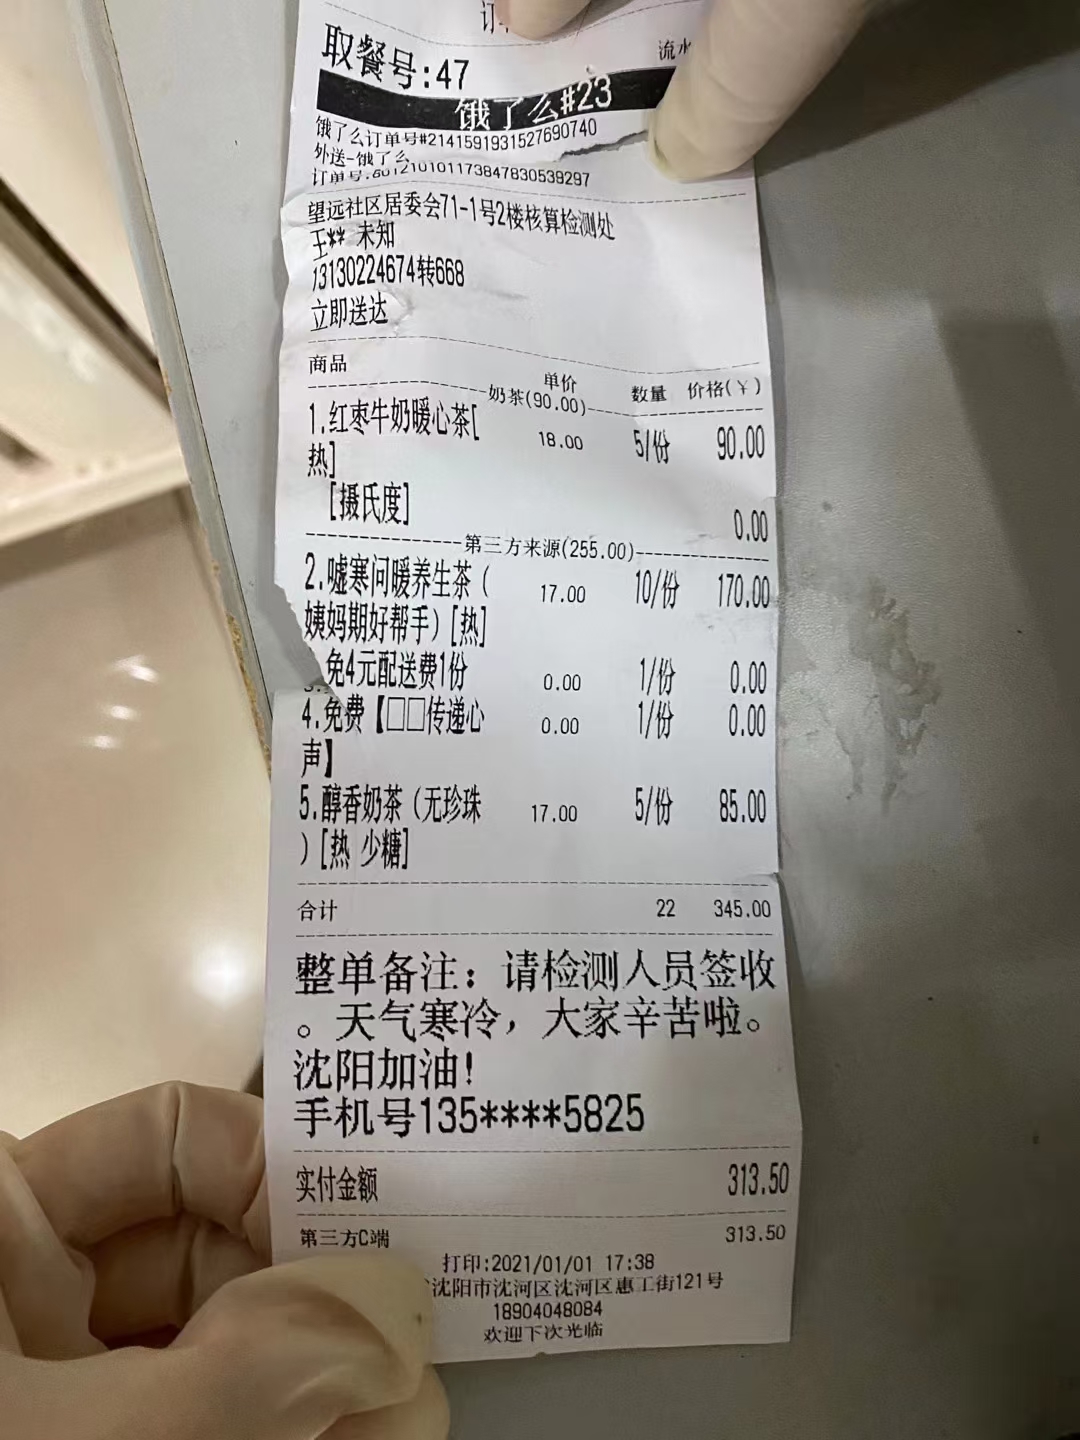 取餐号:47
流水
饿了么#23
饿了么订单号#2141591931527690740
外送-饿了么
订单号:801210101173847830539297
望远社区居委会71-1号2楼核算检测处
王** 未知
13130224674转668
立即送达
商品 单价 数量 价格(¥)
奶茶(90.00)
1.红枣牛奶暖心茶[ 18.00 5/份 90.00
热]
[摄氏度] 0.00
第三方来源(255.00)
2.嘘寒问暖养生茶( 17.00 10/份 170.00
姨妈期好帮手)[热]
免4元配送费1份 0.00 1/份 0.00
4.免费【□□传递心 0.00 1/份 0.00
声】
5.醇香奶茶(无珍珠 17.00 5/份 85.00
)[热 少糖]
合计 22 345.00
整单备注：请检测人员签收
。天气寒冷，大家辛苦啦。
沈阳加油！
手机号135****5825
实付金额 313.50
第三方C端 313.50
打印:2021/01/01 17:38
沈阳市沈河区沈河区惠工街121号
18904048084
欢迎下次光临